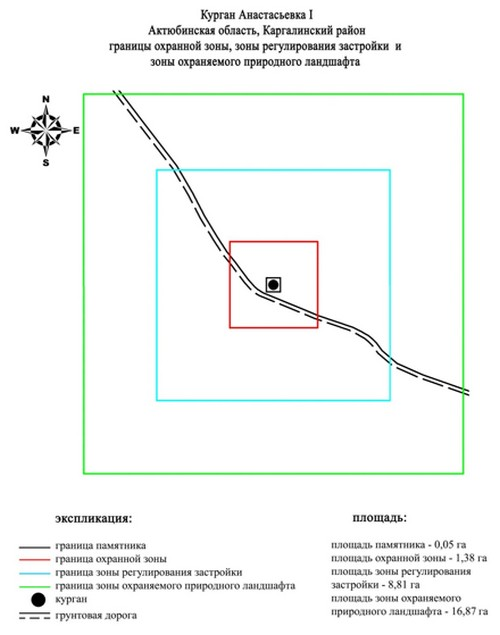 Курган Анастасьевка I
Актюбинская область, Каргалинский район
границы охранной зоны, зоны регулирования застройки и
зоны охраняемого природного ландшафта
N
W
E
S
экспликация:
граница памятника
граница охранной зоны
граница зоны регулирования застройки
граница зоны охраняемого природного ландшафта
курган
грунтовая дорога
площадь:
площадь памятника - 0,05 га
площадь охранной зоны - 1,38 га
площадь зоны регулирования
застройки - 8,81 га
площадь зоны охраняемого
природного ландшафта - 16,87 га